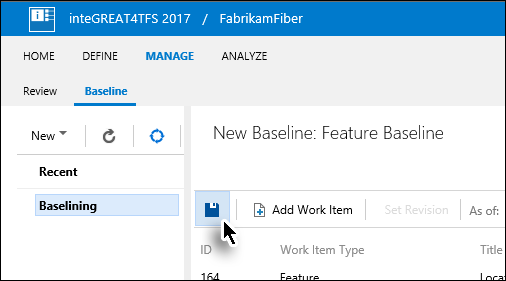 inteGREAT4TFS 2017 / FabrikamFiber
HOME DEFINE MANAGE ANALYZE
Review Baseline
New
Recent
Baselining
New Baseline: Feature Baseline
Add Work Item Set Revision As of:
ID Work Item Type Title
164 Feature Loca